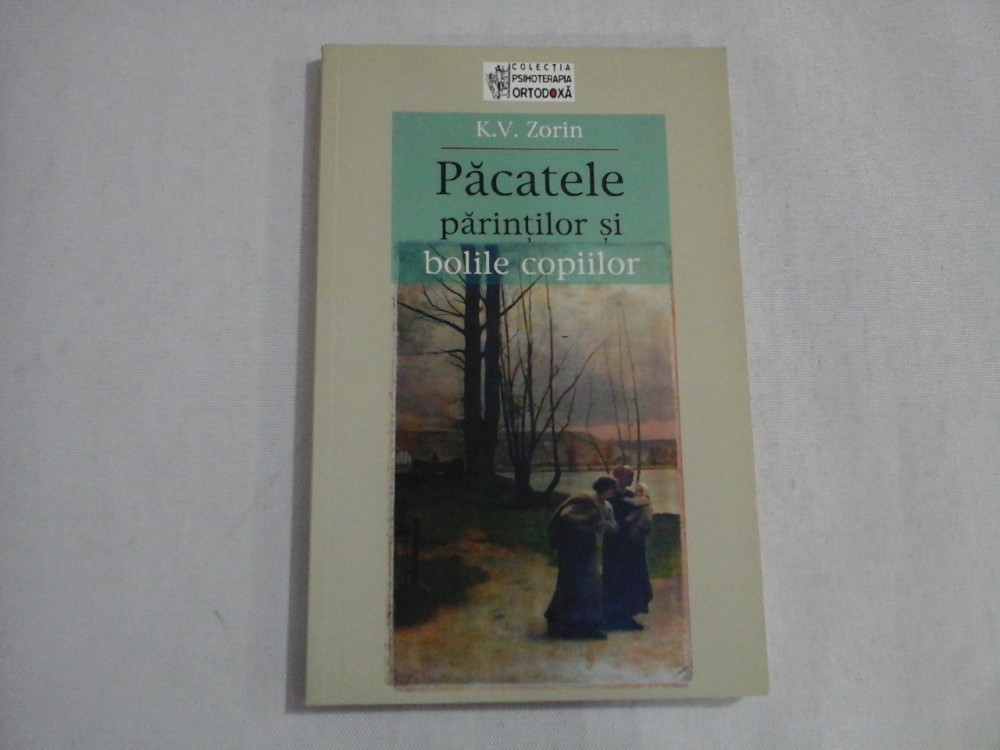 COLECȚIA
PSIHOTERAPIA
ORTODOXĂ
K.V. Zorin
Păcatele
părinților și
bolile copiilor